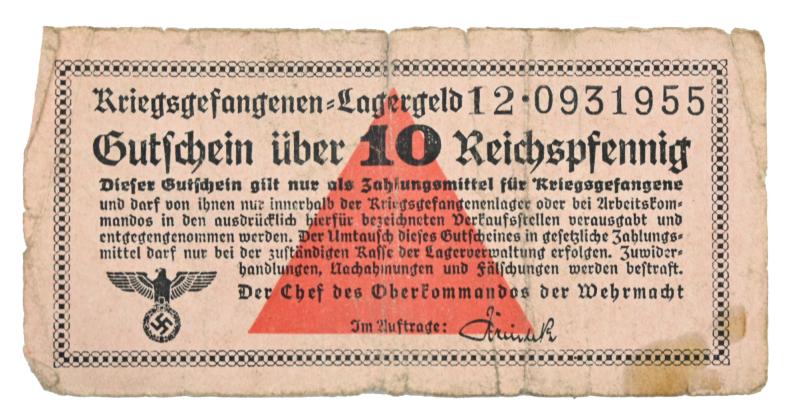 Kriegsgefangenen=Lagergeld 12·0931955
Gutschein über 10 Reichspfennig
Dieser Gutschein gilt nur als Zahlungsmittel für Kriegsgefangene
und darf von ihnen nur innerhalb der Kriegsgefangenenlager oder bei Arbeitskom-
mandos in den ausdrücklich hierfür bezeichneten Verkaufsstellen verausgabt und
entgegengenommen werden. Der Umtausch dieses Gutscheines in gesetzliche Zahlungs-
mittel darf nur bei der zuständigen Kasse der Lagerverwaltung erfolgen. Zuwider-
handlungen, Nachahmungen und Fälschungen werden bestraft.
Der Chef des Oberkommandos der Wehrmacht
Im Auftrage: